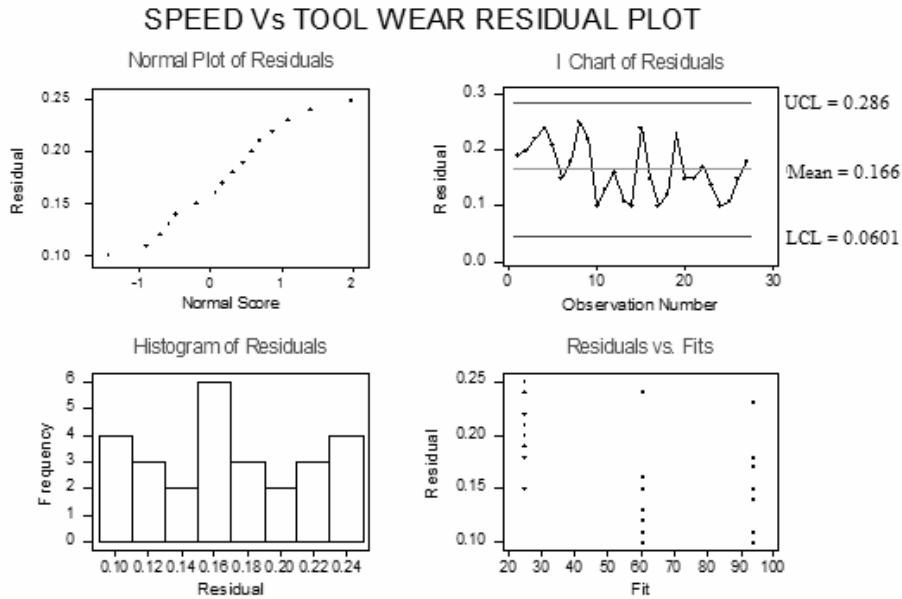 SPEED Vs TOOL WEAR RESIDUAL PLOT
Normal Plot of Residuals
0.25
0.20
0.15
0.10
Residual
-1 0 1 2
Normal Score
I Chart of Residuals
0.3
0.2
0.1
0.0
Residual
UCL = 0.286
Mean = 0.166
LCL = 0.0601
0 10 20 30
Observation Number
Histogram of Residuals
6
5
4
3
2
1
0
Frequency
0.10 0.12 0.14 0.16 0.18 0.20 0.22 0.24
Residual
Residuals vs. Fits
0.25
0.20
0.15
0.10
Residual
20 30 40 50 60 70 80 90 100
Fit